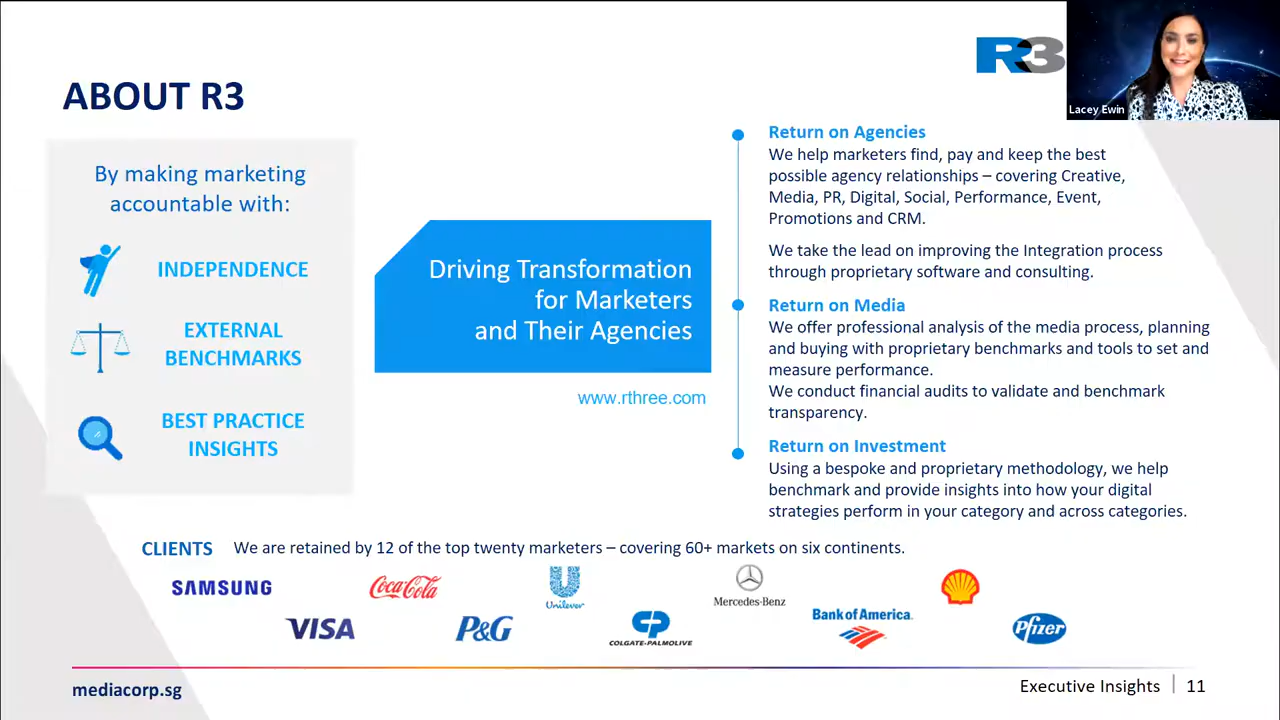 R3
Lacey Ewin
ABOUT R3
By making marketing
accountable with:
INDEPENDENCE
EXTERNAL
BENCHMARKS
BEST PRACTICE
INSIGHTS
Driving Transformation
for Marketers
and Their Agencies
www.rthree.com
Return on Agencies
We help marketers find, pay and keep the best
possible agency relationships – covering Creative,
Media, PR, Digital, Social, Performance, Event,
Promotions and CRM.
We take the lead on improving the Integration process
through proprietary software and consulting.
Return on Media
We offer professional analysis of the media process, planning
and buying with proprietary benchmarks and tools to set and
measure performance.
We conduct financial audits to validate and benchmark
transparency.
Return on Investment
Using a bespoke and proprietary methodology, we help
benchmark and provide insights into how your digital
strategies perform in your category and across categories.
CLIENTS We are retained by 12 of the top twenty marketers – covering 60+ markets on six continents.
SAMSUNG
Coca-Cola
Unilever
Mercedes-Benz
VISA
P&G
COLGATE-PALMOLIVE
Bank of America
Pfizer
mediacorp.sg
Executive Insights | 11